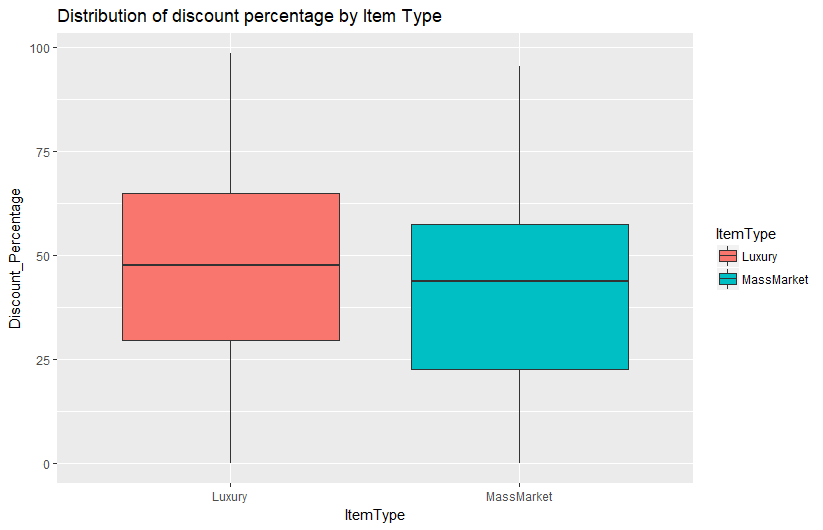 Distribution of discount percentage by Item Type
Discount_Percentage
100
75
50
25
0
Luxury
MassMarket
ItemType
ItemType
Luxury
MassMarket